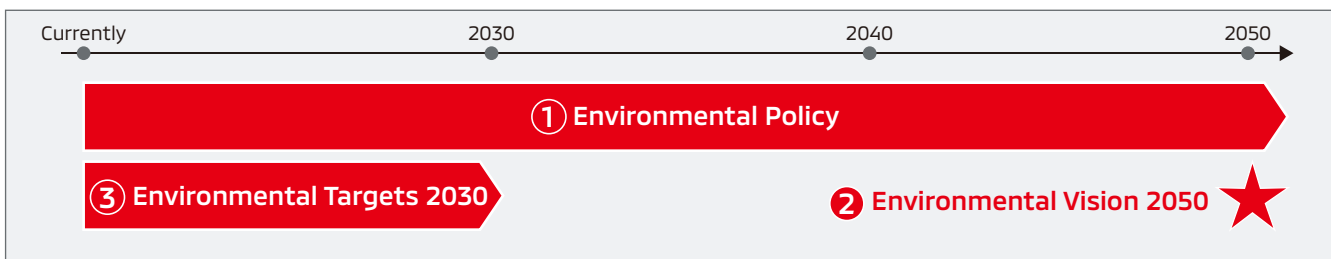 Currently 2030 2040 2050
① Environmental Policy
③ Environmental Targets 2030
❷ Environmental Vision 2050